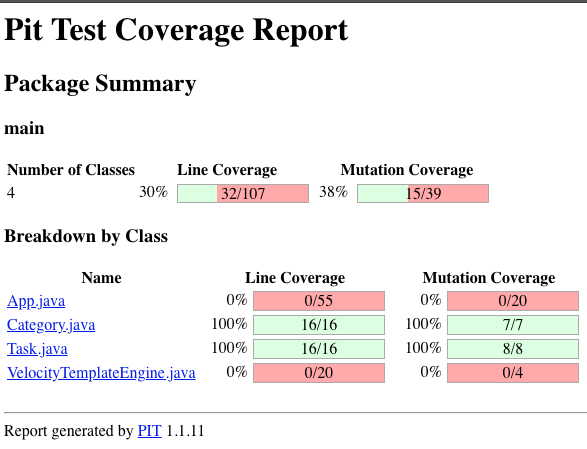 Pit Test Coverage Report
Package Summary
main
Number of Classes Line Coverage Mutation Coverage
4 30% 32/107 38% 15/39
Breakdown by Class
Name Line Coverage Mutation Coverage
App.java 0% 0/55 0% 0/20
Category.java 100% 16/16 100% 7/7
Task.java 100% 16/16 100% 8/8
VelocityTemplateEngine.java 0% 0/20 0% 0/4
Report generated by PIT 1.1.11